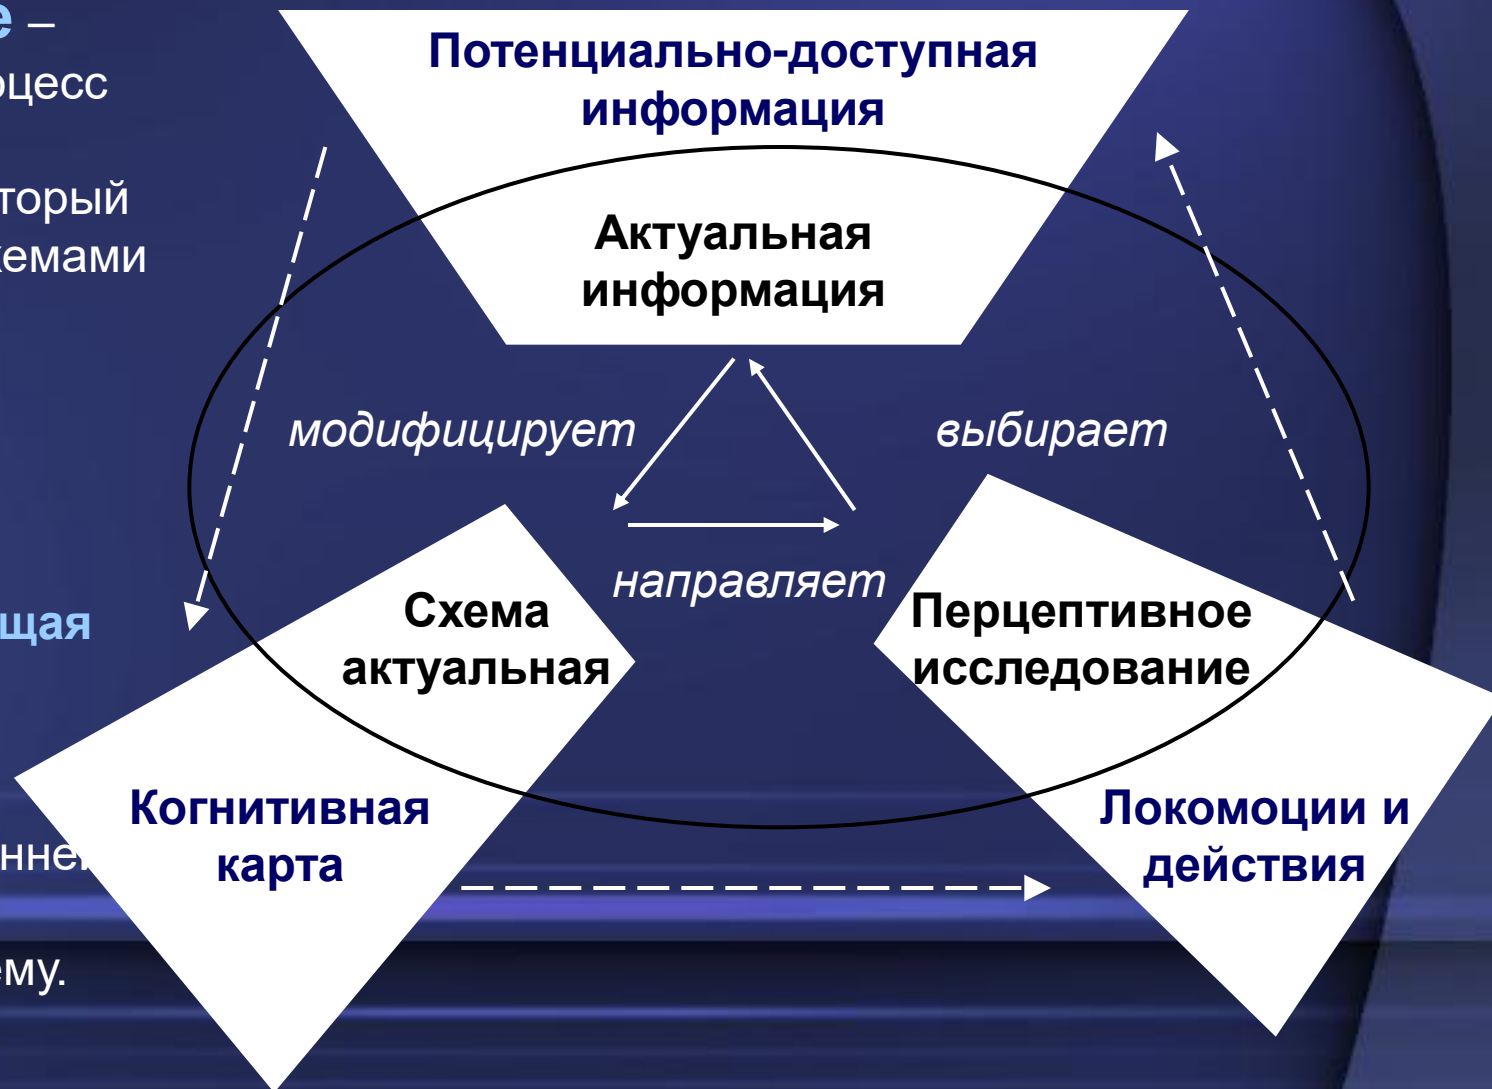 е –
Потенциально-доступная
информация
оцесс
торый
хемами
Актуальная
информация
модифицирует
выбирает
направляет
щая
Схема
актуальная
Перцептивное
исследование
Когнитивная
карта
Локомоции и
действия
нне
ему.